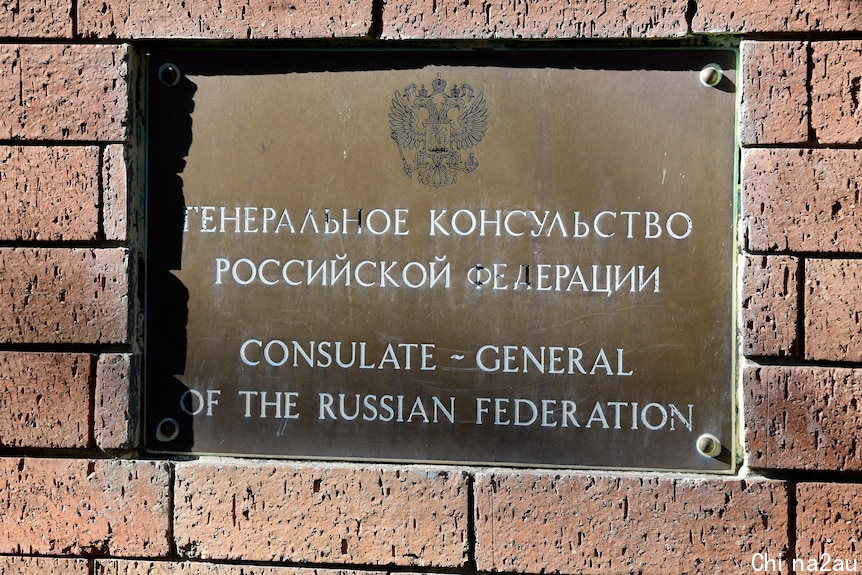 ГЕНЕРАЛЬНОЕ КОНСУЛЬСТВО
РОССИЙСКОЙ ФЕДЕРАЦИИ
CONSULATE ~ GENERAL
OF THE RUSSIAN FEDERATION
Chi na2au